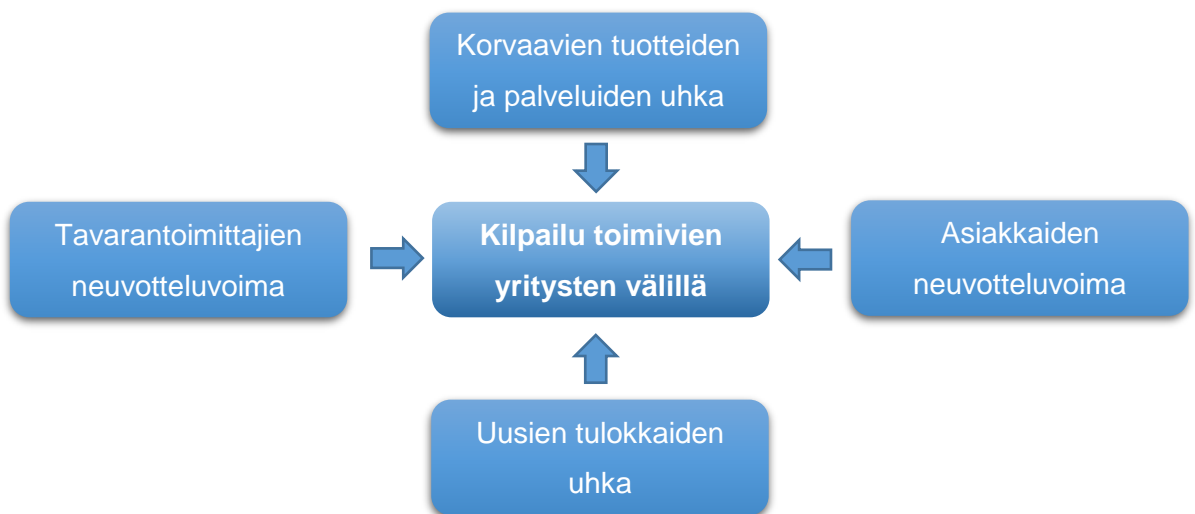 Korvaavien tuotteiden
ja palveluiden uhka
Tavarantoimittajien
neuvotteluvoima
Kilpailu toimivien
yritysten välillä
Asiakkaiden
neuvotteluvoima
Uusien tulokkaiden
uhka